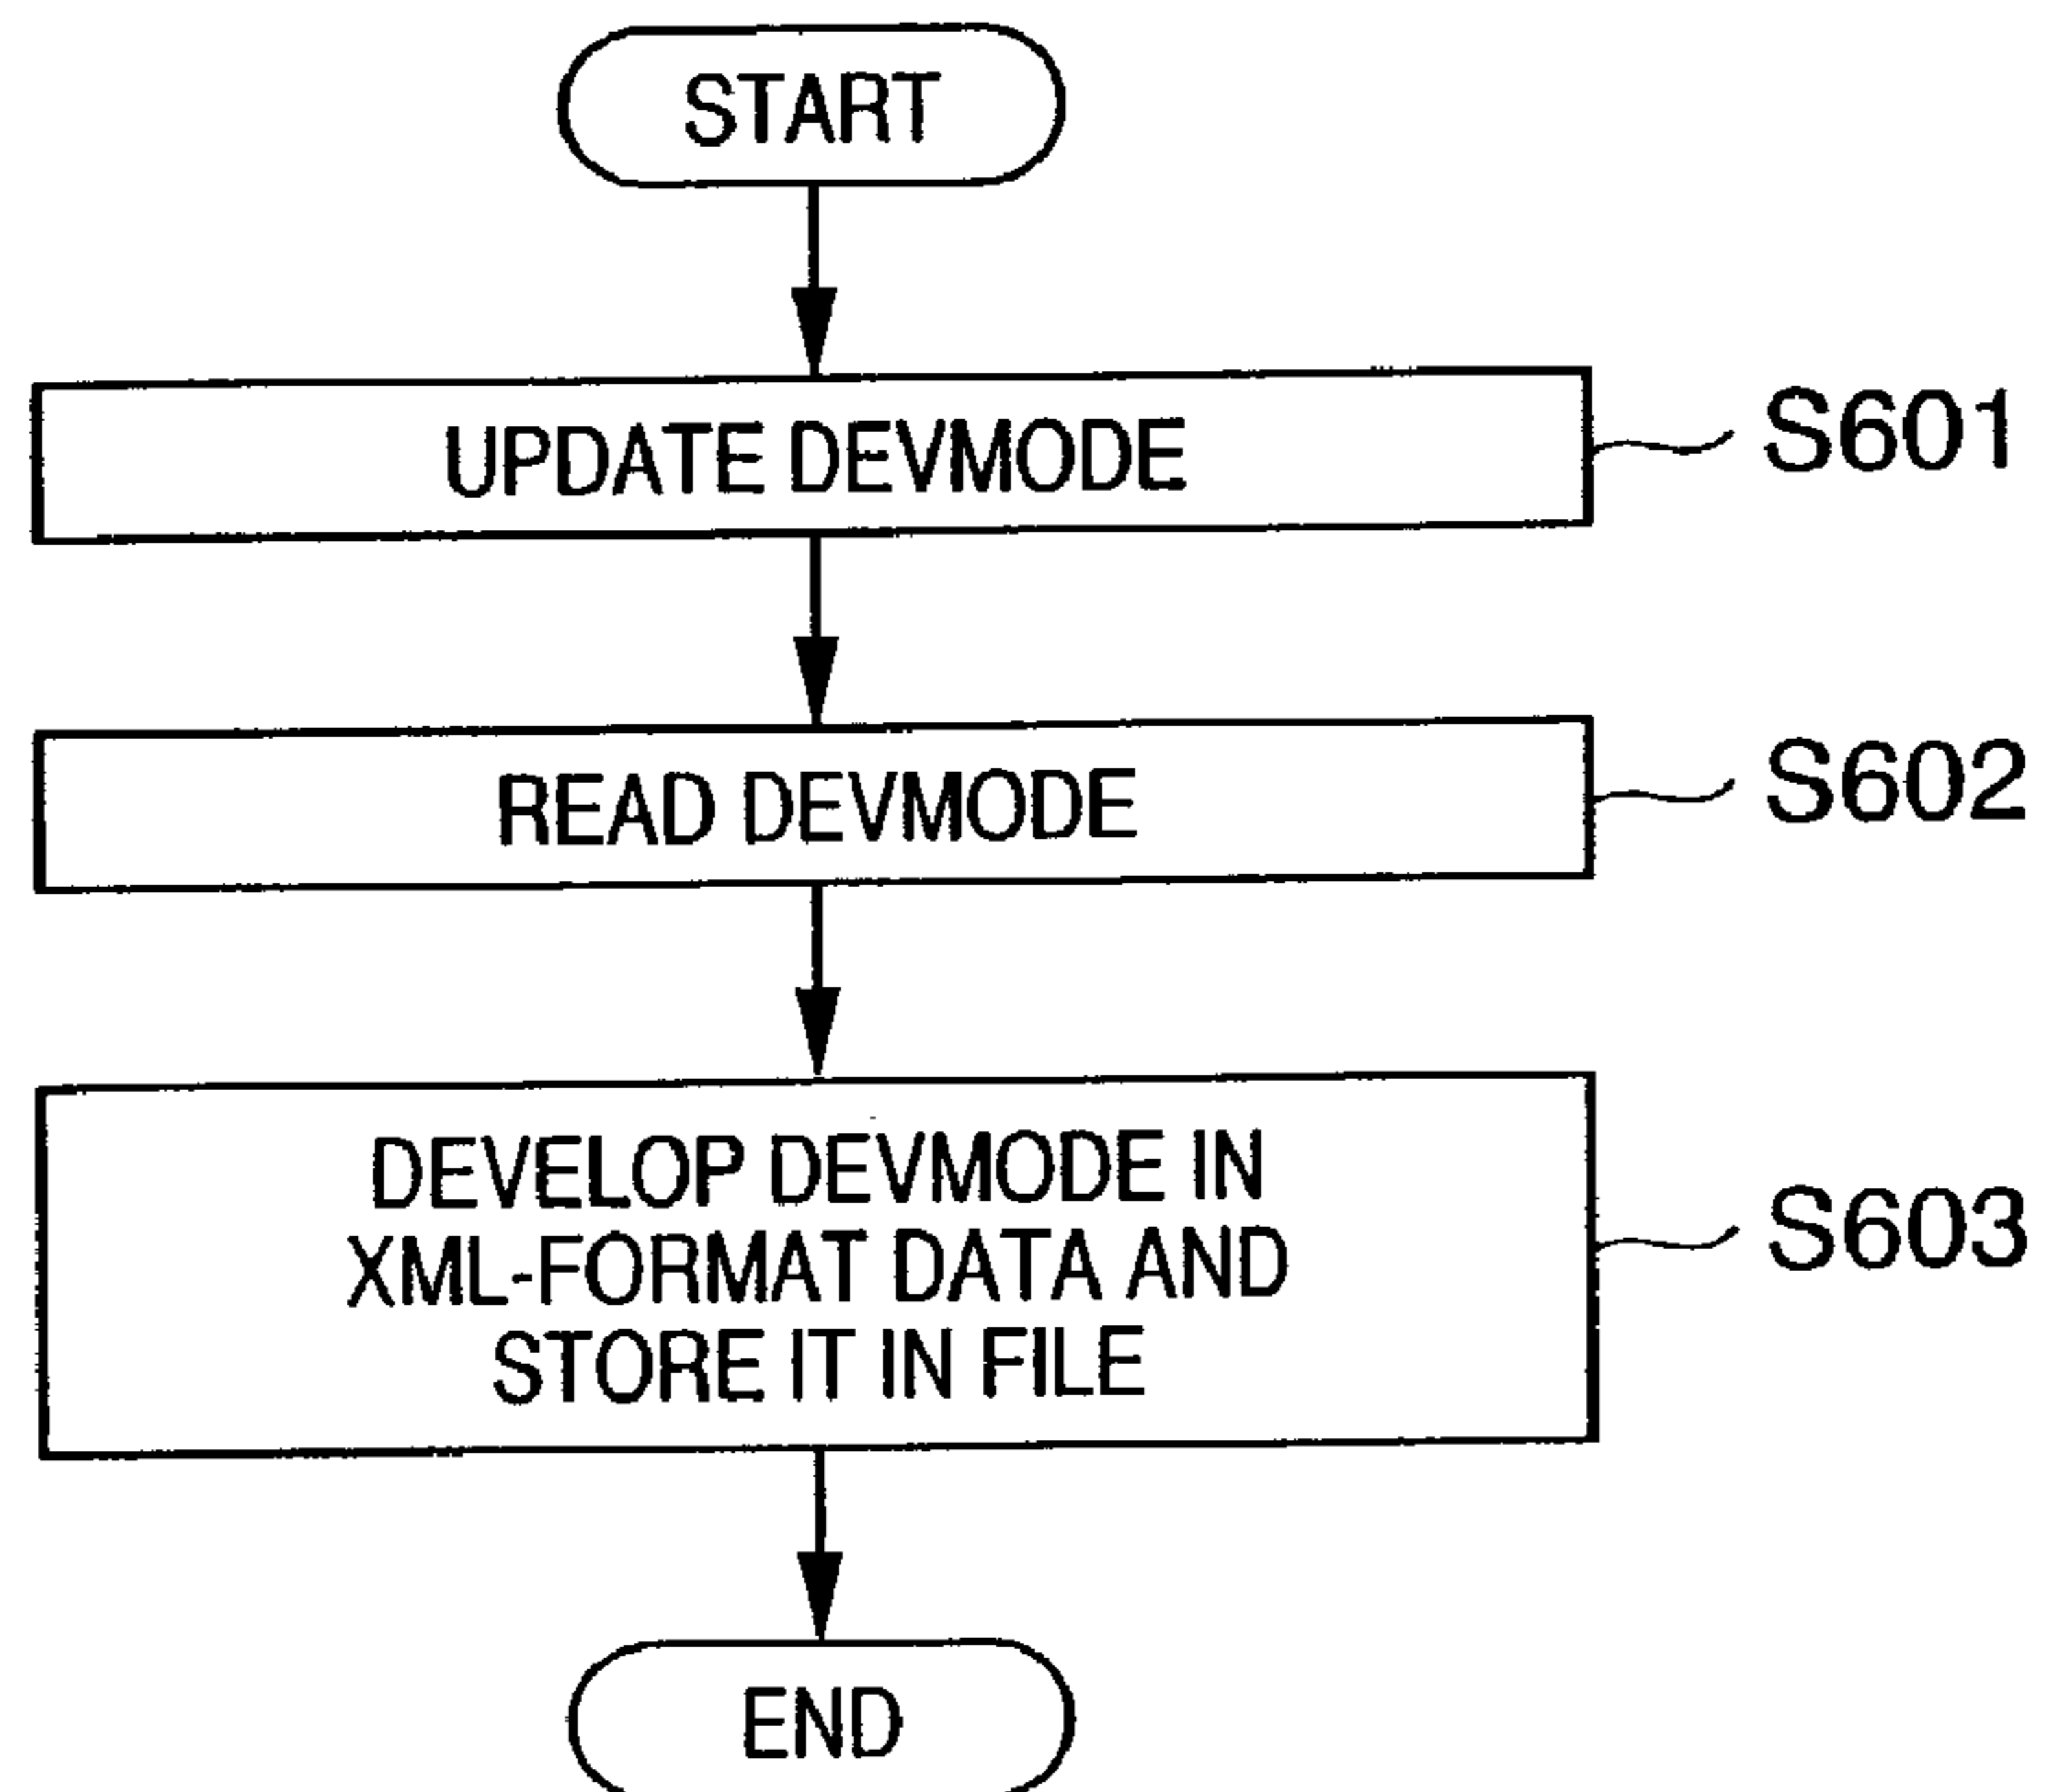 START
UPDATE DEVMODE
S601
READ DEVMODE
S602
DEVELOP DEVMODE IN
XML-FORMAT DATA AND
STORE IT IN FILE
S603
END